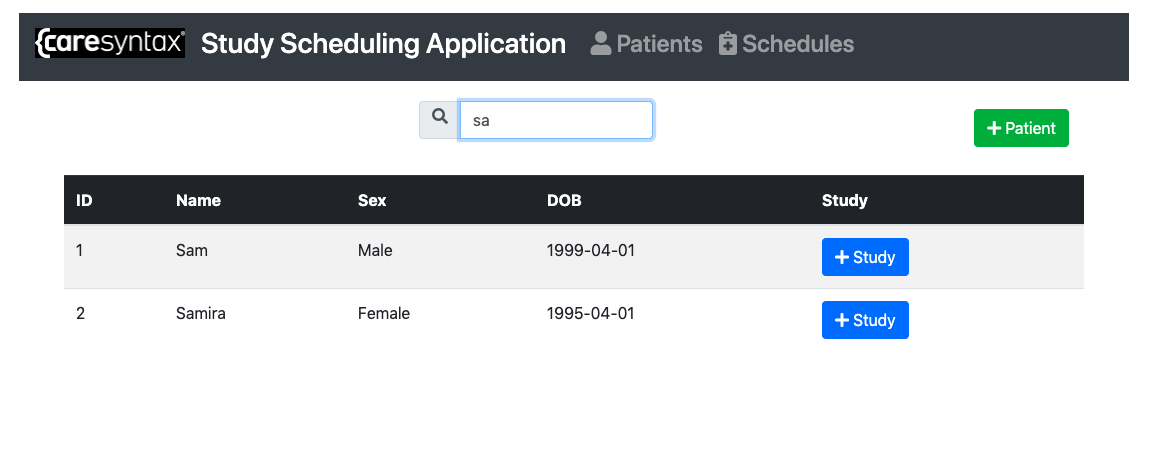 {caresyntax® Study Scheduling Application Patients Schedules
sa
+ Patient
ID Name Sex DOB Study
1 Sam Male 1999-04-01 + Study
2 Samira Female 1995-04-01 + Study